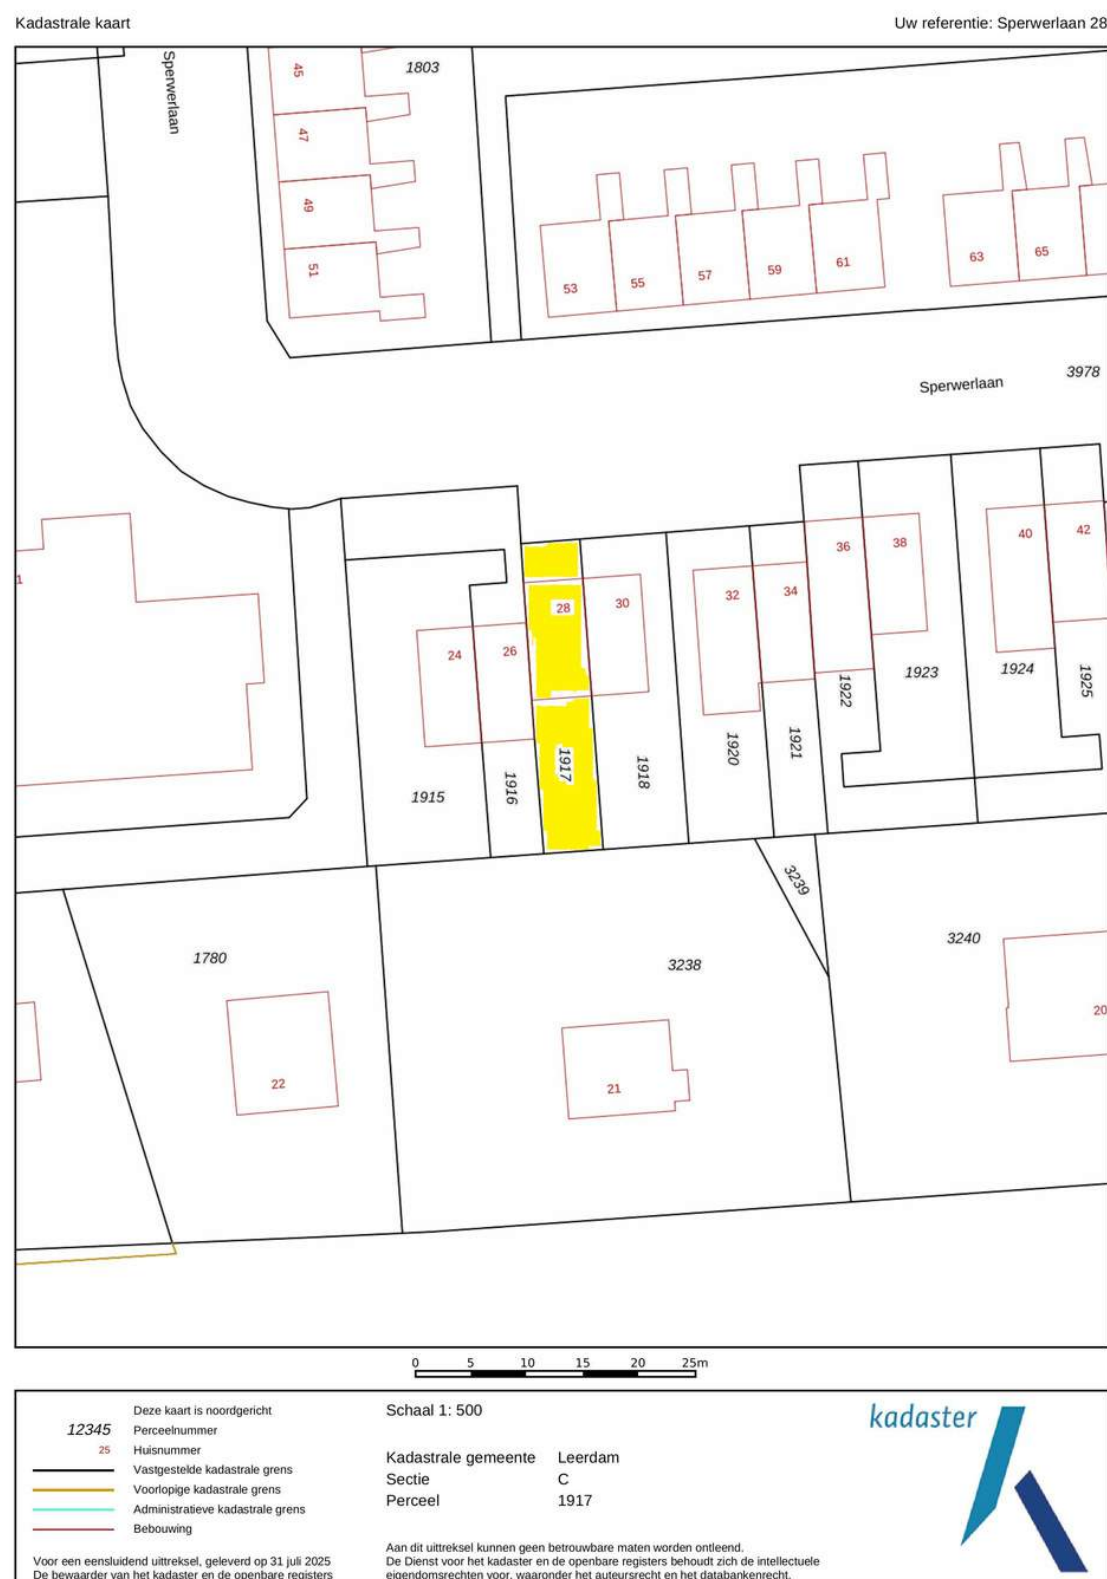 Kadastrale kaart
Uw referentie: Sperwerlaan 28
Sperwerlaan
45
47
49
51
1803
53
55
57
59
61
63
65
Sperwerlaan
3978
1
24
26
28
30
32
34
36
38
40
42
1915
1916
1917
1918
1920
1921
1922
1923
1924
1925
3239
1780
3238
3240
22
21
20
0 5 10 15 20 25m
Deze kaart is noordgericht
12345 Perceelnummer
25 Huisnummer
Vastgestelde kadastrale grens
Voorlopige kadastrale grens
Administratieve kadastrale grens
Bebouwing
Voor een eensluidend uittreksel, geleverd op 31 juli 2025
De bewaarder van het kadaster en de openbare registers
Schaal 1: 500
Kadastrale gemeente Leerdam
Sectie C
Perceel 1917
Aan dit uittreksel kunnen geen betrouwbare maten worden ontleend.
De Dienst voor het kadaster en de openbare registers behoudt zich de intellectuele
eigendomsrechten voor, waaronder het auteursrecht en het databankenrecht.
kadaster